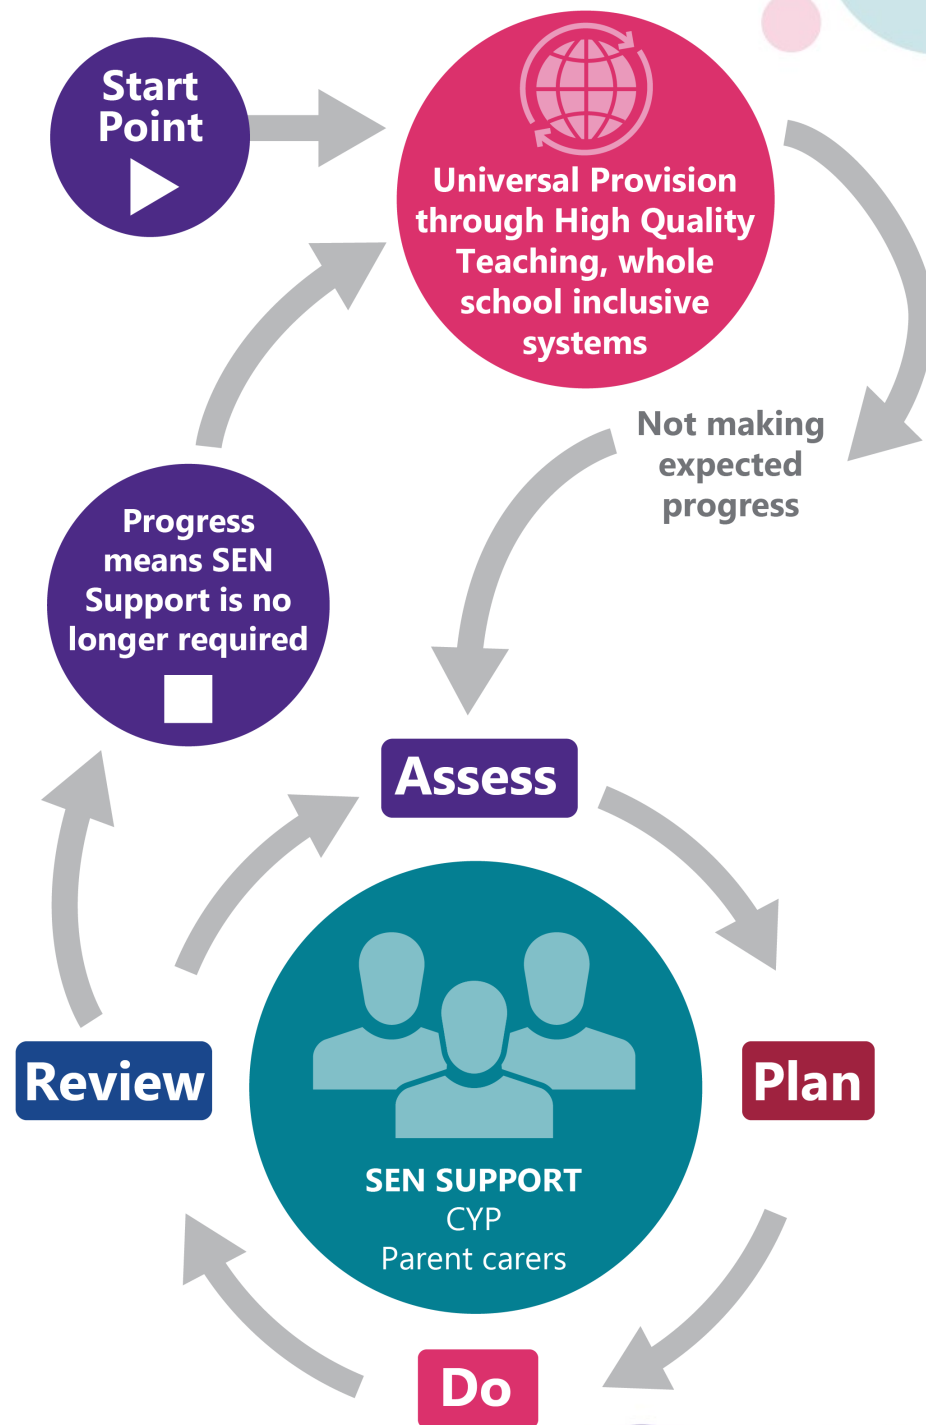 Start
Point
Universal Provision
through High Quality
Teaching, whole
school inclusive
systems
Not making
expected
progress
Progress
means SEN
Support is no
longer required
Assess
Plan
Review
SEN SUPPORT
CYP
Parent carers
Do